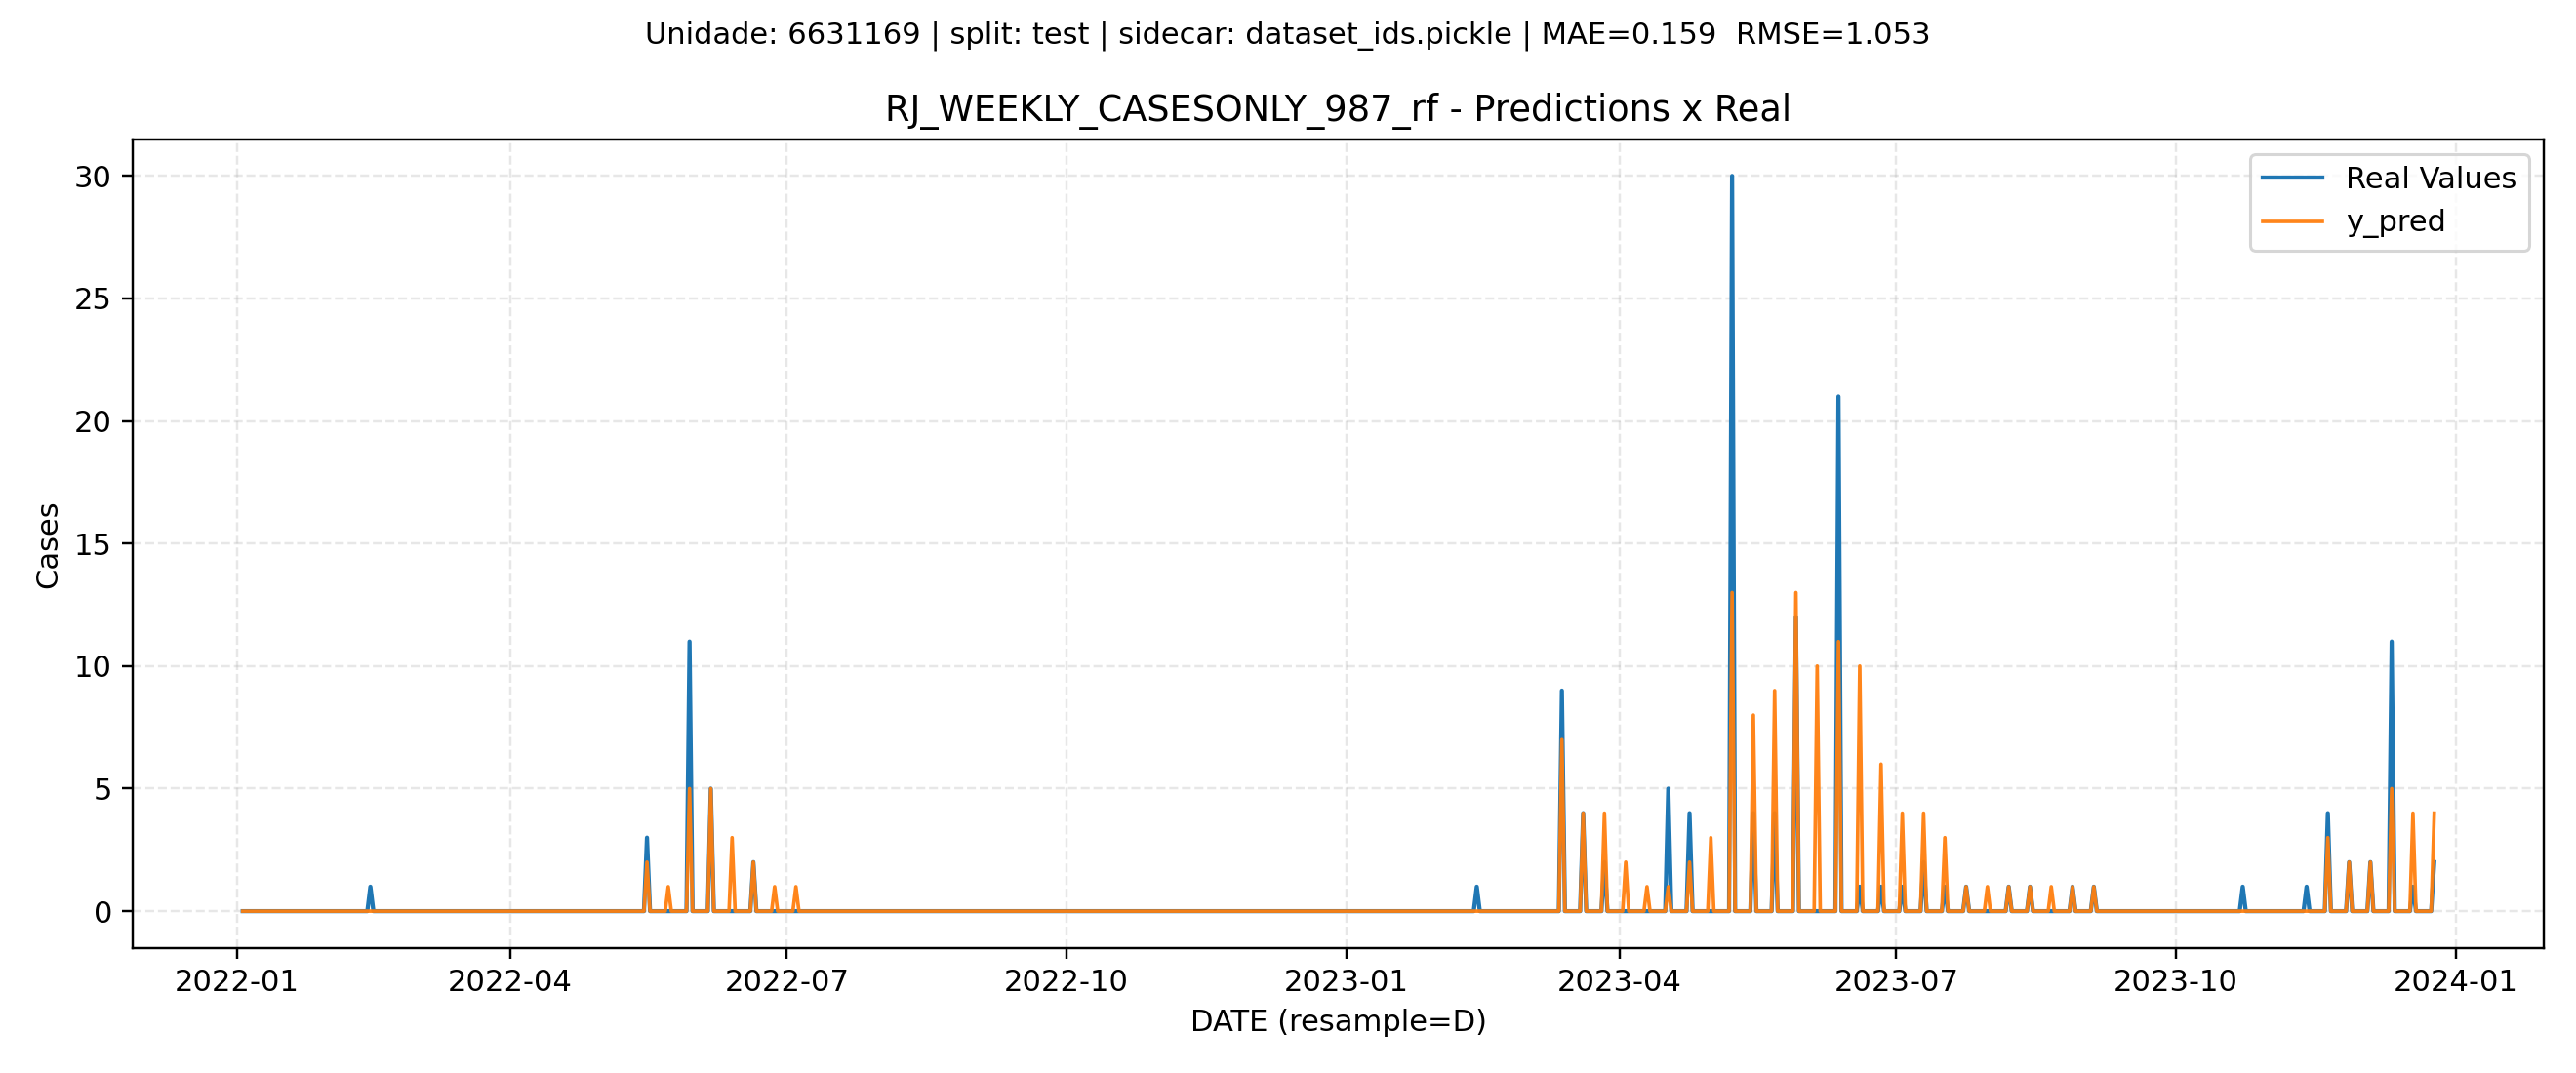 Unidade: 6631169 | split: test | sidecar: dataset_ids.pickle | MAE=0.159  RMSE=1.053
RJ_WEEKLY_CASESONLY_987_rf - Predictions x Real
Real Values
y_pred
30
25
20
15
10
5
0
Cases
2022-01
2022-04
2022-07
2022-10
2023-01
2023-04
2023-07
2023-10
2024-01
DATE (resample=D)